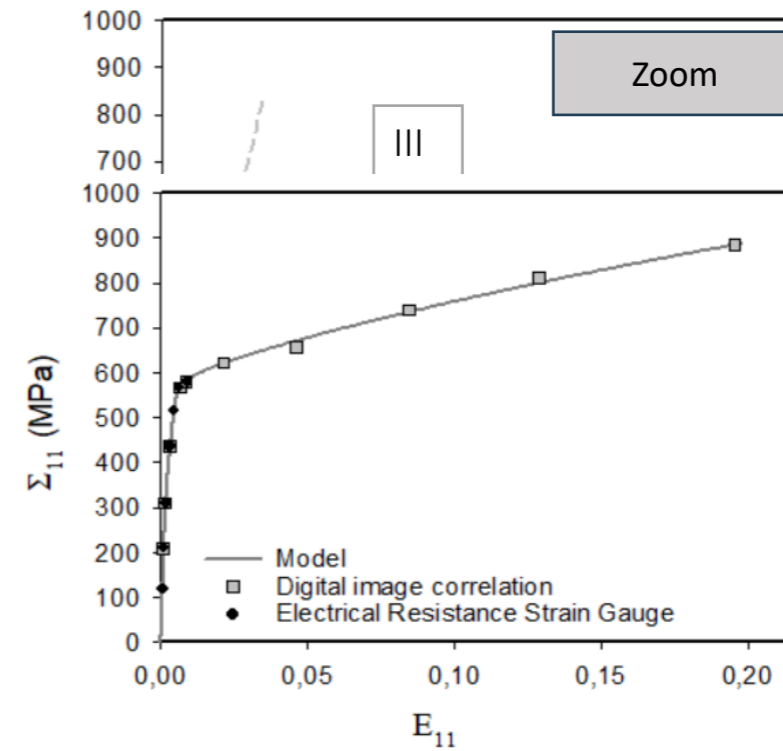 1000
900
800
700
Zoom
III
1000
900
800
700
600
500
400
300
200
100
0
Σ11 (MPa)
Model
Digital image correlation
Electrical Resistance Strain Gauge
0,00 0,05 0,10 0,15 0,20
E11